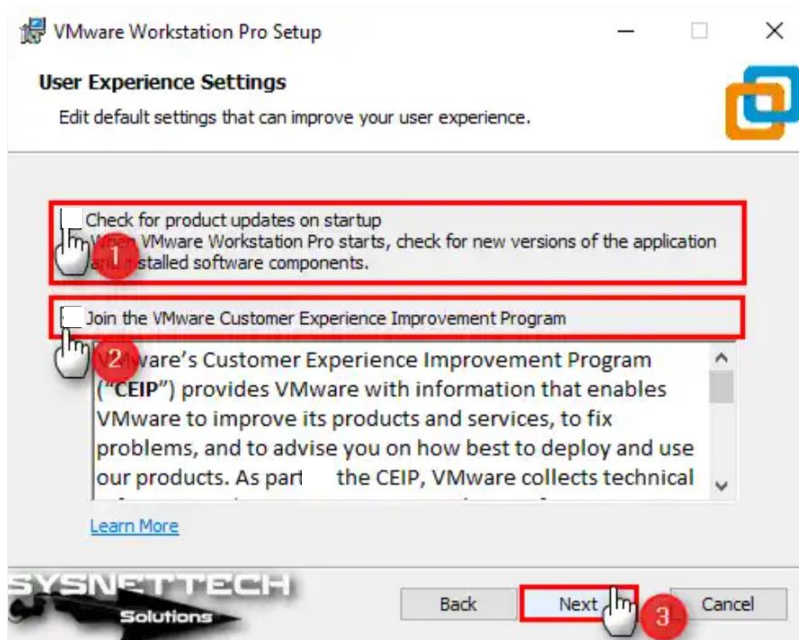 VMware Workstation Pro Setup
User Experience Settings
Edit default settings that can improve your user experience.
Check for product updates on startup
VMware Workstation Pro starts, check for new versions of the application
1
software components.
Join the VMware Customer Experience Improvement Program
2
Customer Experience Improvement Program
("CEIP") provides VMware with information that enables
VMware to improve its products and services, to fix
problems, and to advise you on how best to deploy and use
our products. As part the CEIP, VMware collects technical
Learn More
SYSNETTECH
Solutions
Back
Next
3
Cancel